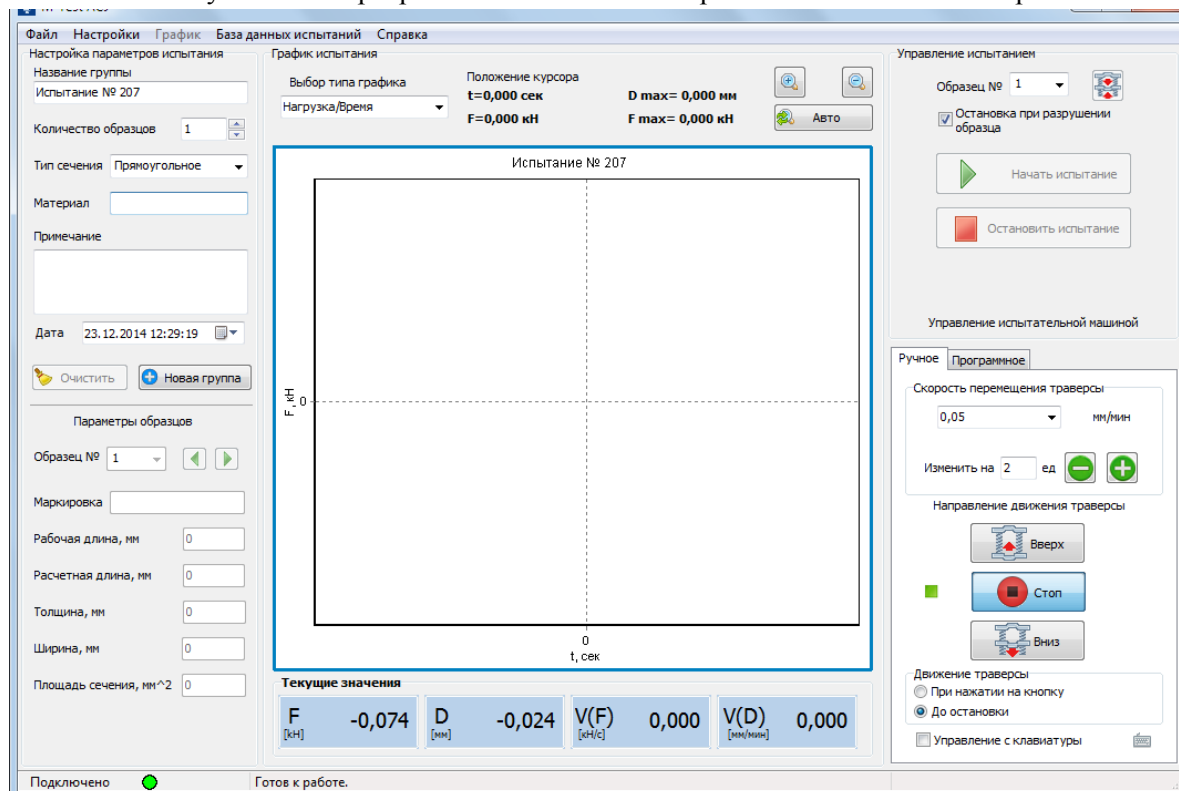 Файл Настройки График База данных испытаний Справка
Настройка параметров испытания
Название группы
Испытание № 207
Количество образцов 1
Тип сечения Прямоугольное
Материал
Примечание
Дата 23.12.2014 12:29:19
Очистить Новая группа
Параметры образцов
Образец № 1
Маркировка
Рабочая длина, мм 0
Расчетная длина, мм 0
Толщина, мм 0
Ширина, мм 0
Площадь сечения, мм^2 0
График испытания
Выбор типа графика
Нагрузка/Время
Положение курсора
t=0,000 сек D max= 0,000 мм
F=0,000 кН F max= 0,000 кН
Авто
Испытание № 207
F, кН
0
0
t, сек
Текущие значения
F [кН] -0,074 D [мм] -0,024 V(F) [кН/с] 0,000 V(D) [мм/мин] 0,000
Управление испытанием
Образец № 1
Остановка при разрушении
образца
Начать испытание
Остановить испытание
Управление испытательной машиной
Ручное Программное
Скорость перемещения траверсы
0,05 мм/мин
Изменить на 2 ед
Направление движения траверсы
Вверх
Стоп
Вниз
Движение траверсы
При нажатии на кнопку
До остановки
Управление с клавиатуры
Подключено Готов к работе.